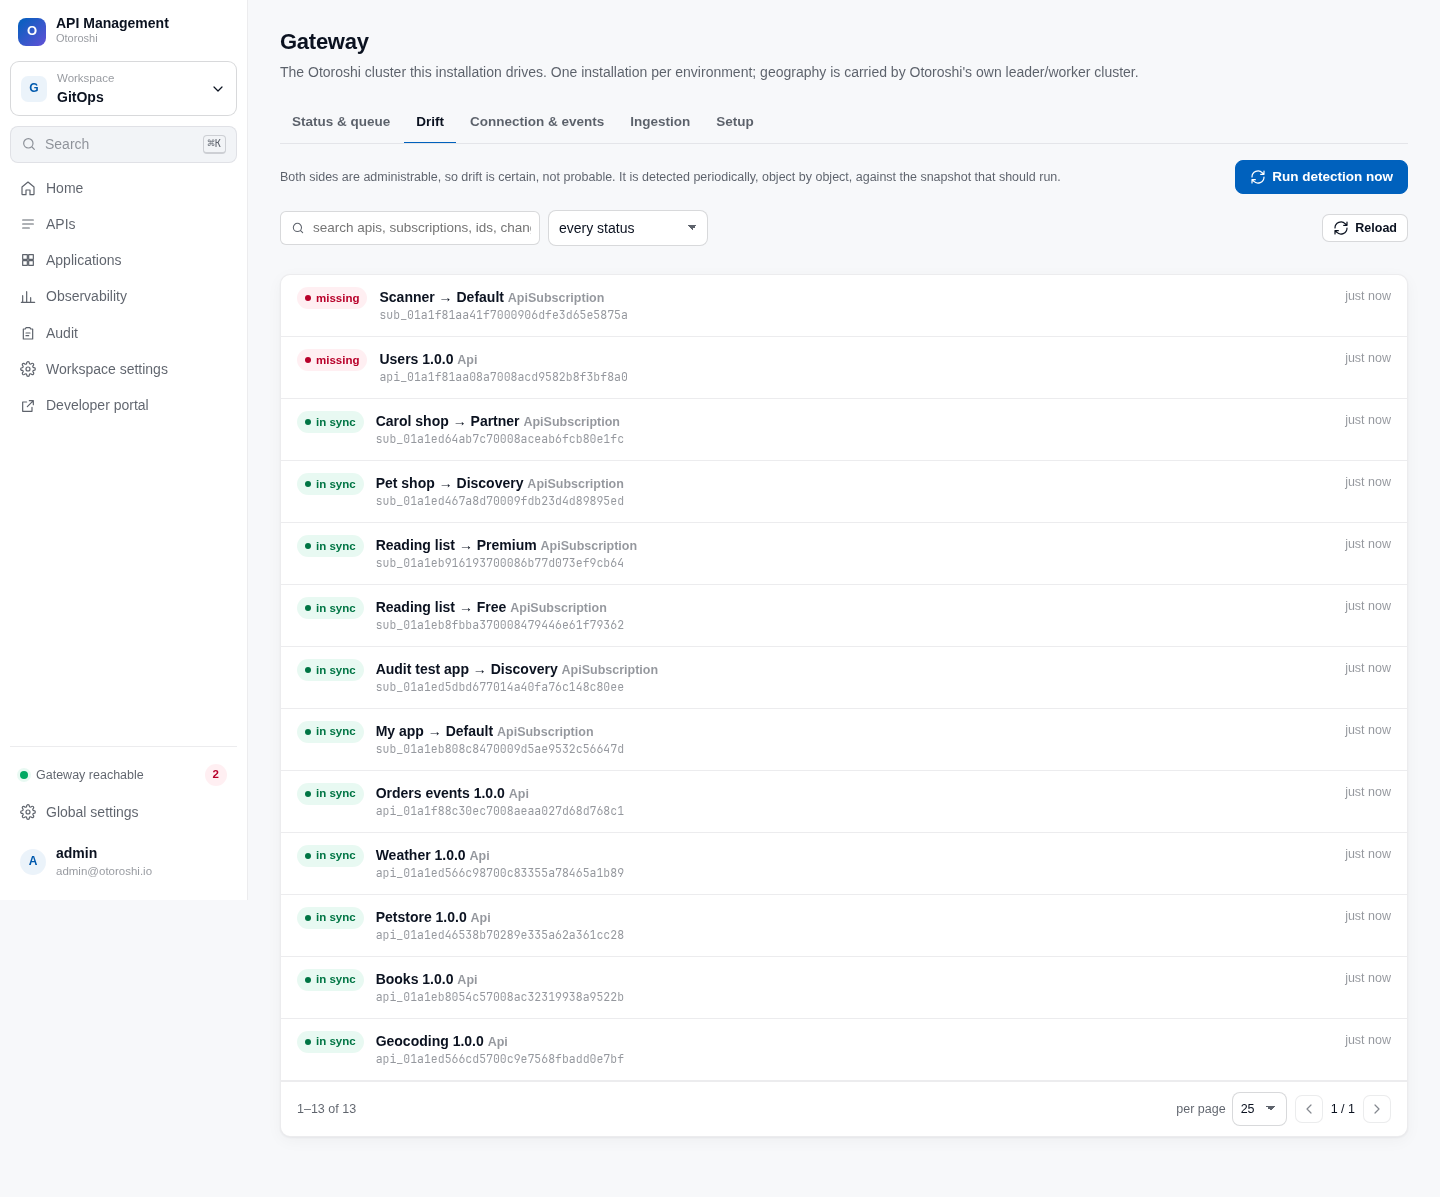 O
API Management
Otoroshi
G
Workspace
GitOps
Search
⌘K
Home
APIs
Applications
Observability
Audit
Workspace settings
Developer portal
Gateway reachable
2
Global settings
A
admin
admin@otoroshi.io
Gateway
The Otoroshi cluster this installation drives. One installation per environment; geography is carried by Otoroshi's own leader/worker cluster.
Status & queue
Drift
Connection & events
Ingestion
Setup
Both sides are administrable, so drift is certain, not probable. It is detected periodically, object by object, against the snapshot that should run.
Run detection now
search apis, subscriptions, ids, chan
every status
Reload
missing
Scanner → Default ApiSubscription
just now
sub_01a1f81aa41f7000906dfe3d65e5875a
missing
Users 1.0.0 Api
just now
api_01a1f81aa08a7008acd9582b8f3bf8a0
in sync
Carol shop → Partner ApiSubscription
just now
sub_01a1ed64ab7c70008aceab6fcb80e1fc
in sync
Pet shop → Discovery ApiSubscription
just now
sub_01a1ed467a8d70009fdb23d4d89895ed
in sync
Reading list → Premium ApiSubscription
just now
sub_01a1eb916193700086b77d073ef9cb64
in sync
Reading list → Free ApiSubscription
just now
sub_01a1eb8fbba370008479446e61f79362
in sync
Audit test app → Discovery ApiSubscription
just now
sub_01a1ed5dbd677014a40fa76c148c80ee
in sync
My app → Default ApiSubscription
just now
sub_01a1eb808c8470009d5ae9532c56647d
in sync
Orders events 1.0.0 Api
just now
api_01a1f88c30ec7008aeaa027d68d768c1
in sync
Weather 1.0.0 Api
just now
api_01a1ed566c98700c83355a78465a1b89
in sync
Petstore 1.0.0 Api
just now
api_01a1ed46538b70289e335a62a361cc28
in sync
Books 1.0.0 Api
just now
api_01a1eb8054c57008ac32319938a9522b
in sync
Geocoding 1.0.0 Api
just now
api_01a1ed566cd5700c9e7568fbadd0e7bf
1–13 of 13
per page
25
1 / 1